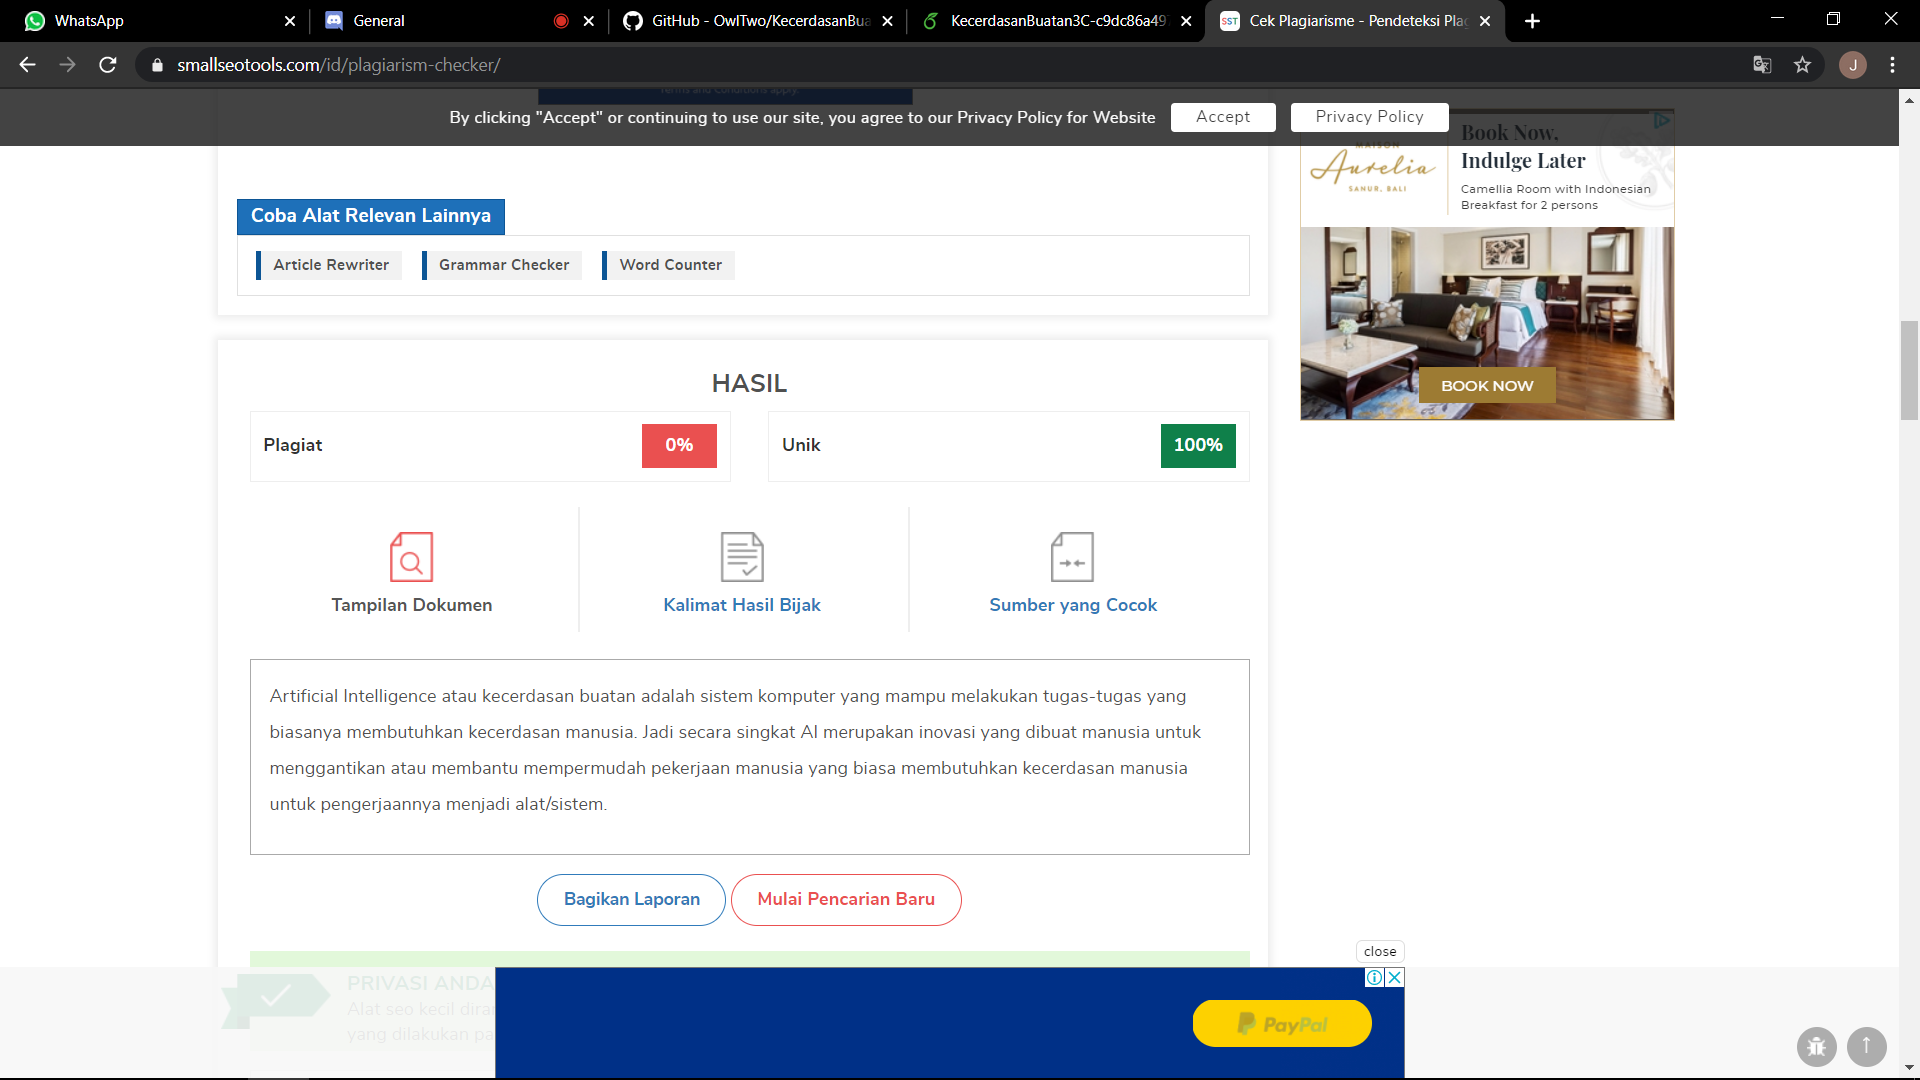 WhatsApp
General
GitHub - OwlTwo/KecerdasanBua
KecerdasanBuatan3C-c9dc86a497
SST
Cek Plagiarisme - Pendeteksi Plag
smallseotools.com/id/plagiarism-checker/
J
Terms and Conditions apply.
By clicking "Accept" or continuing to use our site, you agree to our Privacy Policy for Website
Accept
Privacy Policy
MAISON
Aurelia
SANUR, BALI
Book Now,
Indulge Later
Camellia Room with Indonesian
Breakfast for 2 persons
BOOK NOW
Coba Alat Relevan Lainnya
Article Rewriter
Grammar Checker
Word Counter
HASIL
Plagiat
0%
Unik
100%
Tampilan Dokumen
Kalimat Hasil Bijak
Sumber yang Cocok
Artificial Intelligence atau kecerdasan buatan adalah sistem komputer yang mampu melakukan tugas-tugas yang
biasanya membutuhkan kecerdasan manusia. Jadi secara singkat AI merupakan inovasi yang dibuat manusia untuk
menggantikan atau membantu mempermudah pekerjaan manusia yang biasa membutuhkan kecerdasan manusia
untuk pengerjaannya menjadi alat/sistem.
Bagikan Laporan
Mulai Pencarian Baru
close
PRIVASI ANDA
Alat seo kecil dira
yang dilakukan pa
PayPal